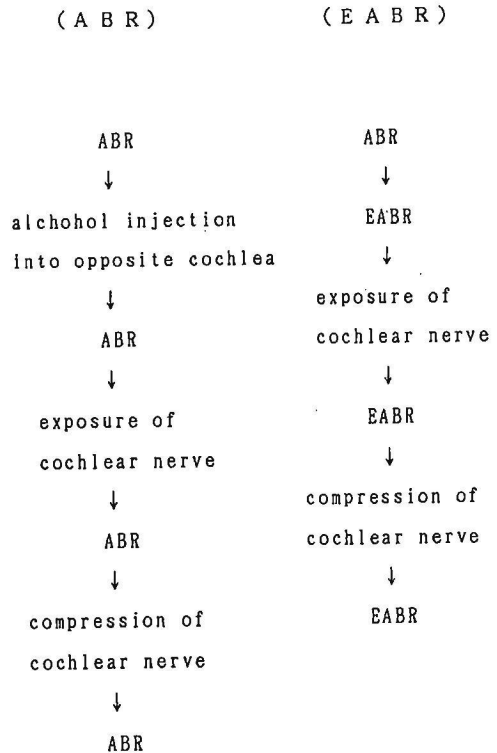 (ABR)
ABR
↓
alchohol injection
into opposite cochlea
↓
ABR
↓
exposure of
cochlear nerve
↓
ABR
↓
compression of
cochlear nerve
↓
ABR
(EABR)
ABR
↓
EABR
↓
exposure of
cochlear nerve
↓
EABR
↓
compression of
cochlear nerve
↓
EABR